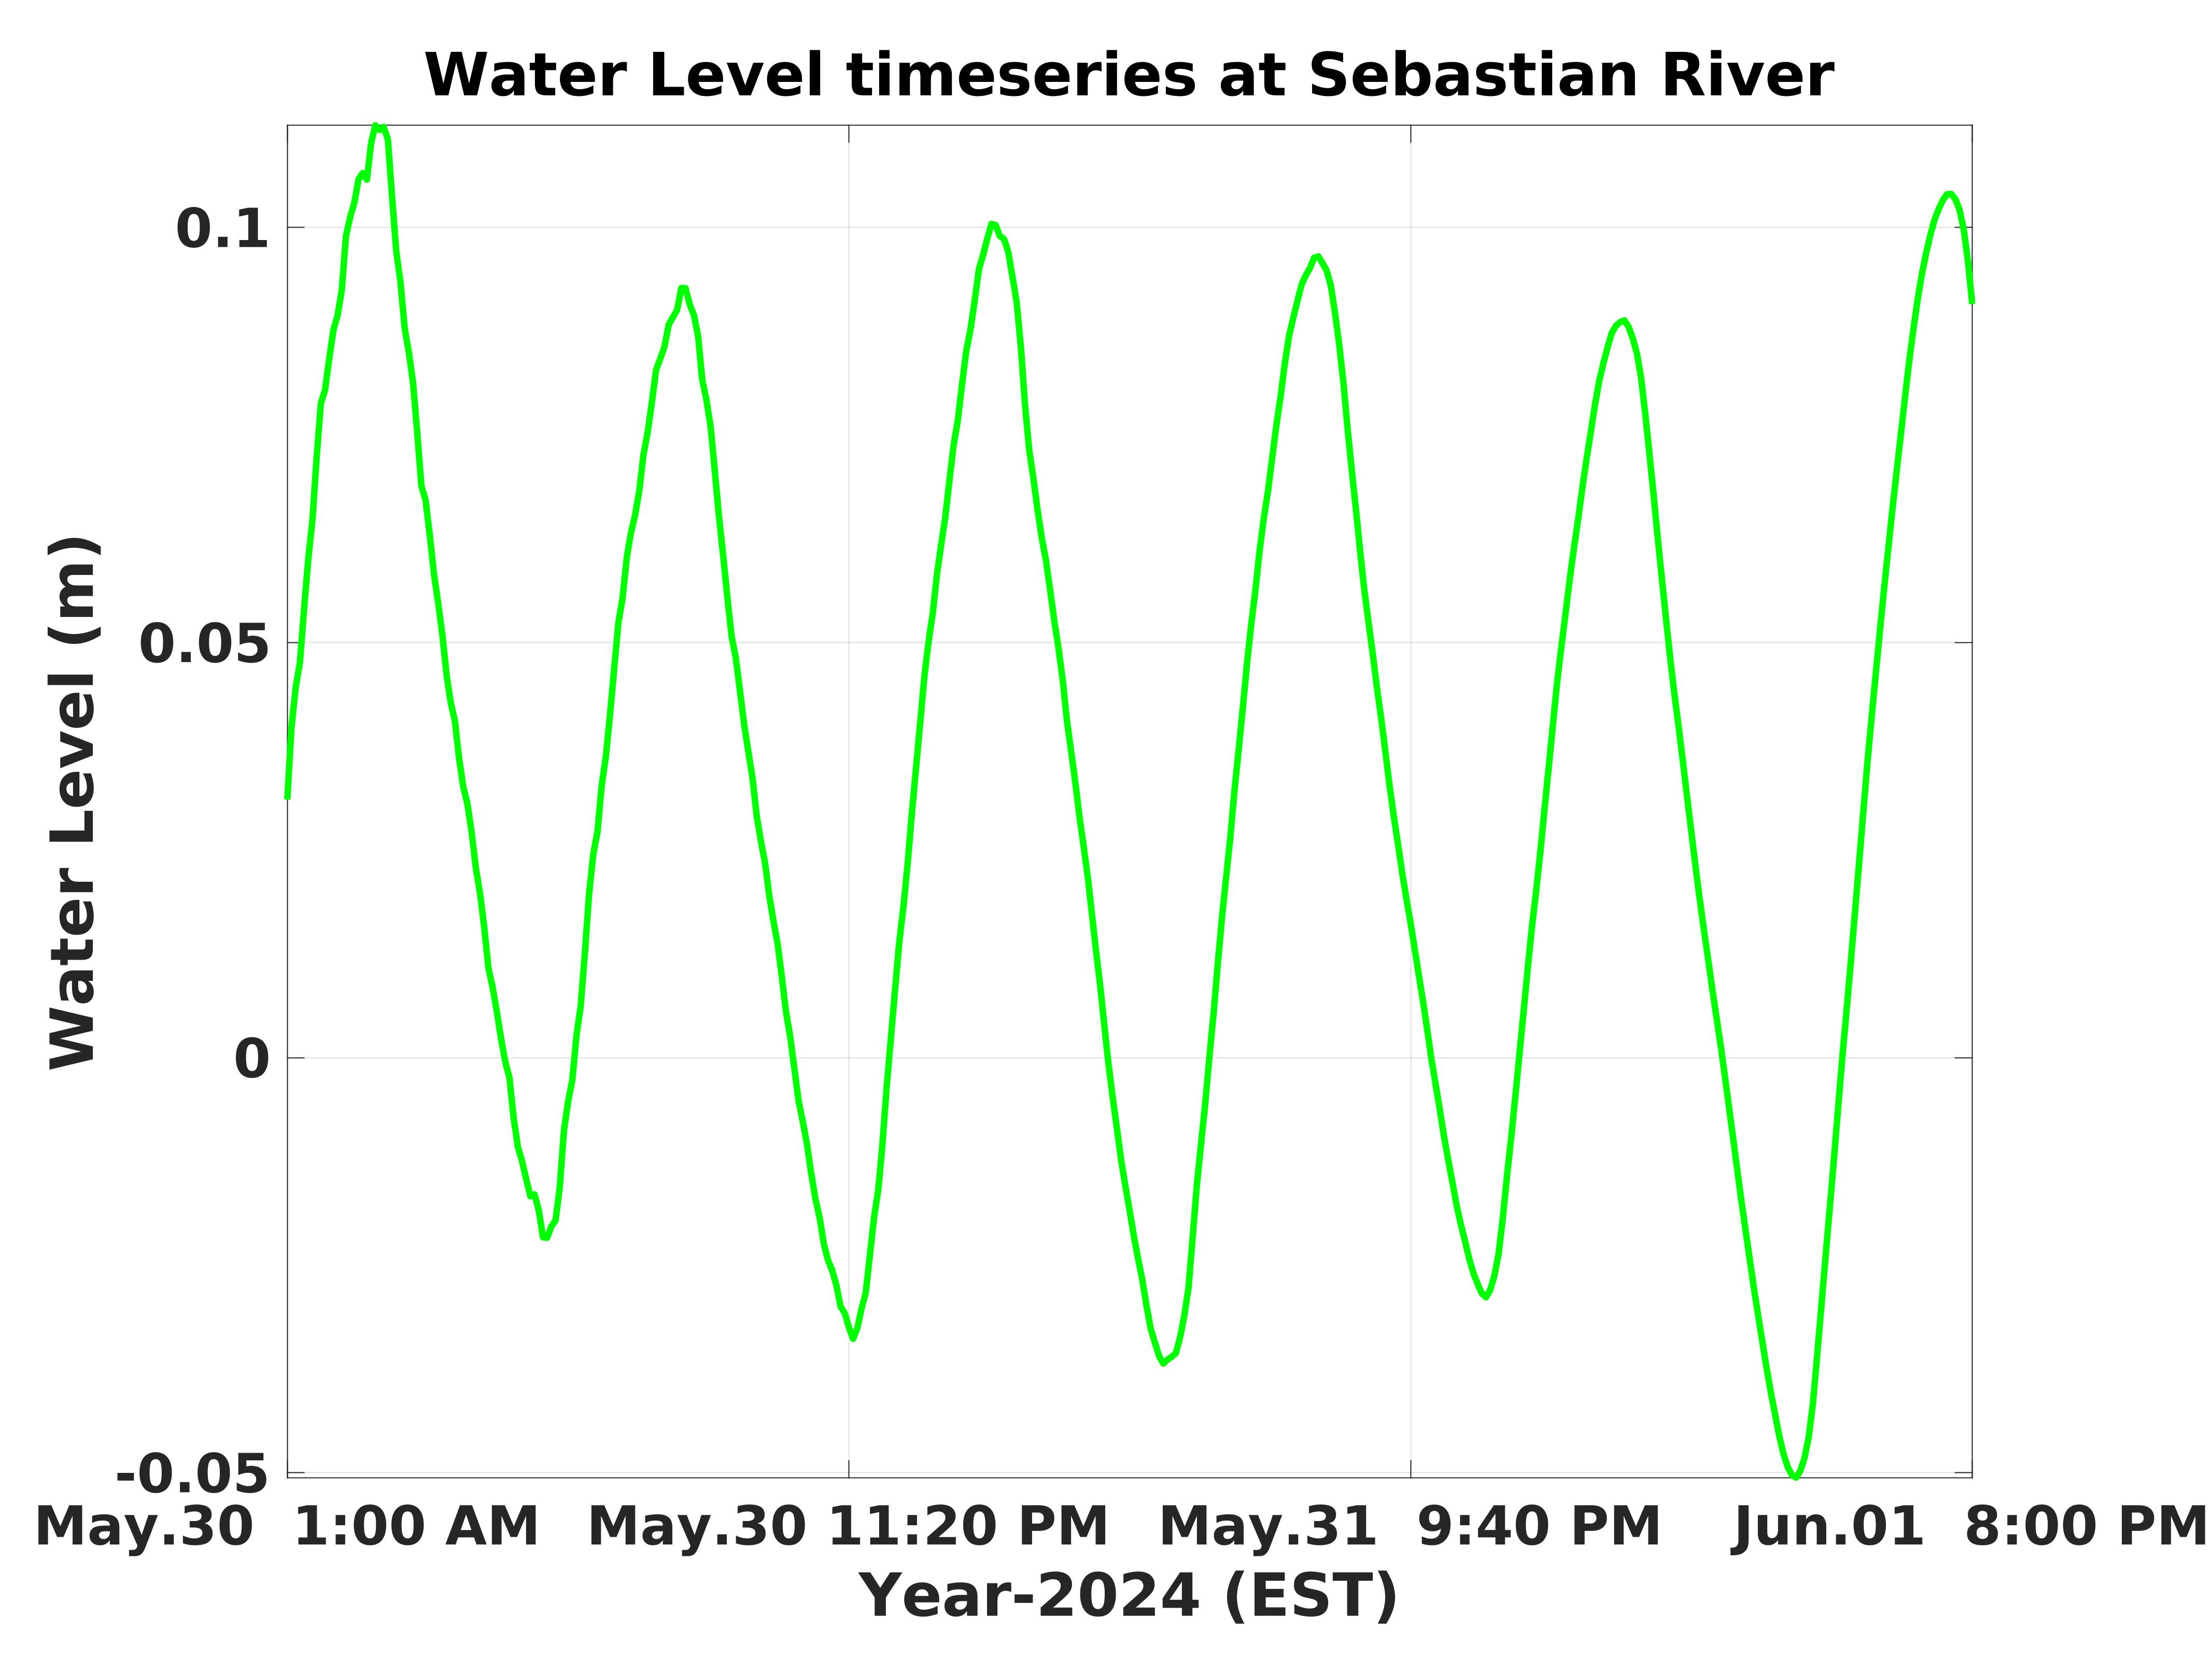 Water Level timeseries at Sebastian River
Water Level (m)
0.1
0.05
0
-0.05
May.30 1:00 AM May.30 11:20 PM May.31 9:40 PM Jun.01 8:00 PM
Year-2024 (EST)